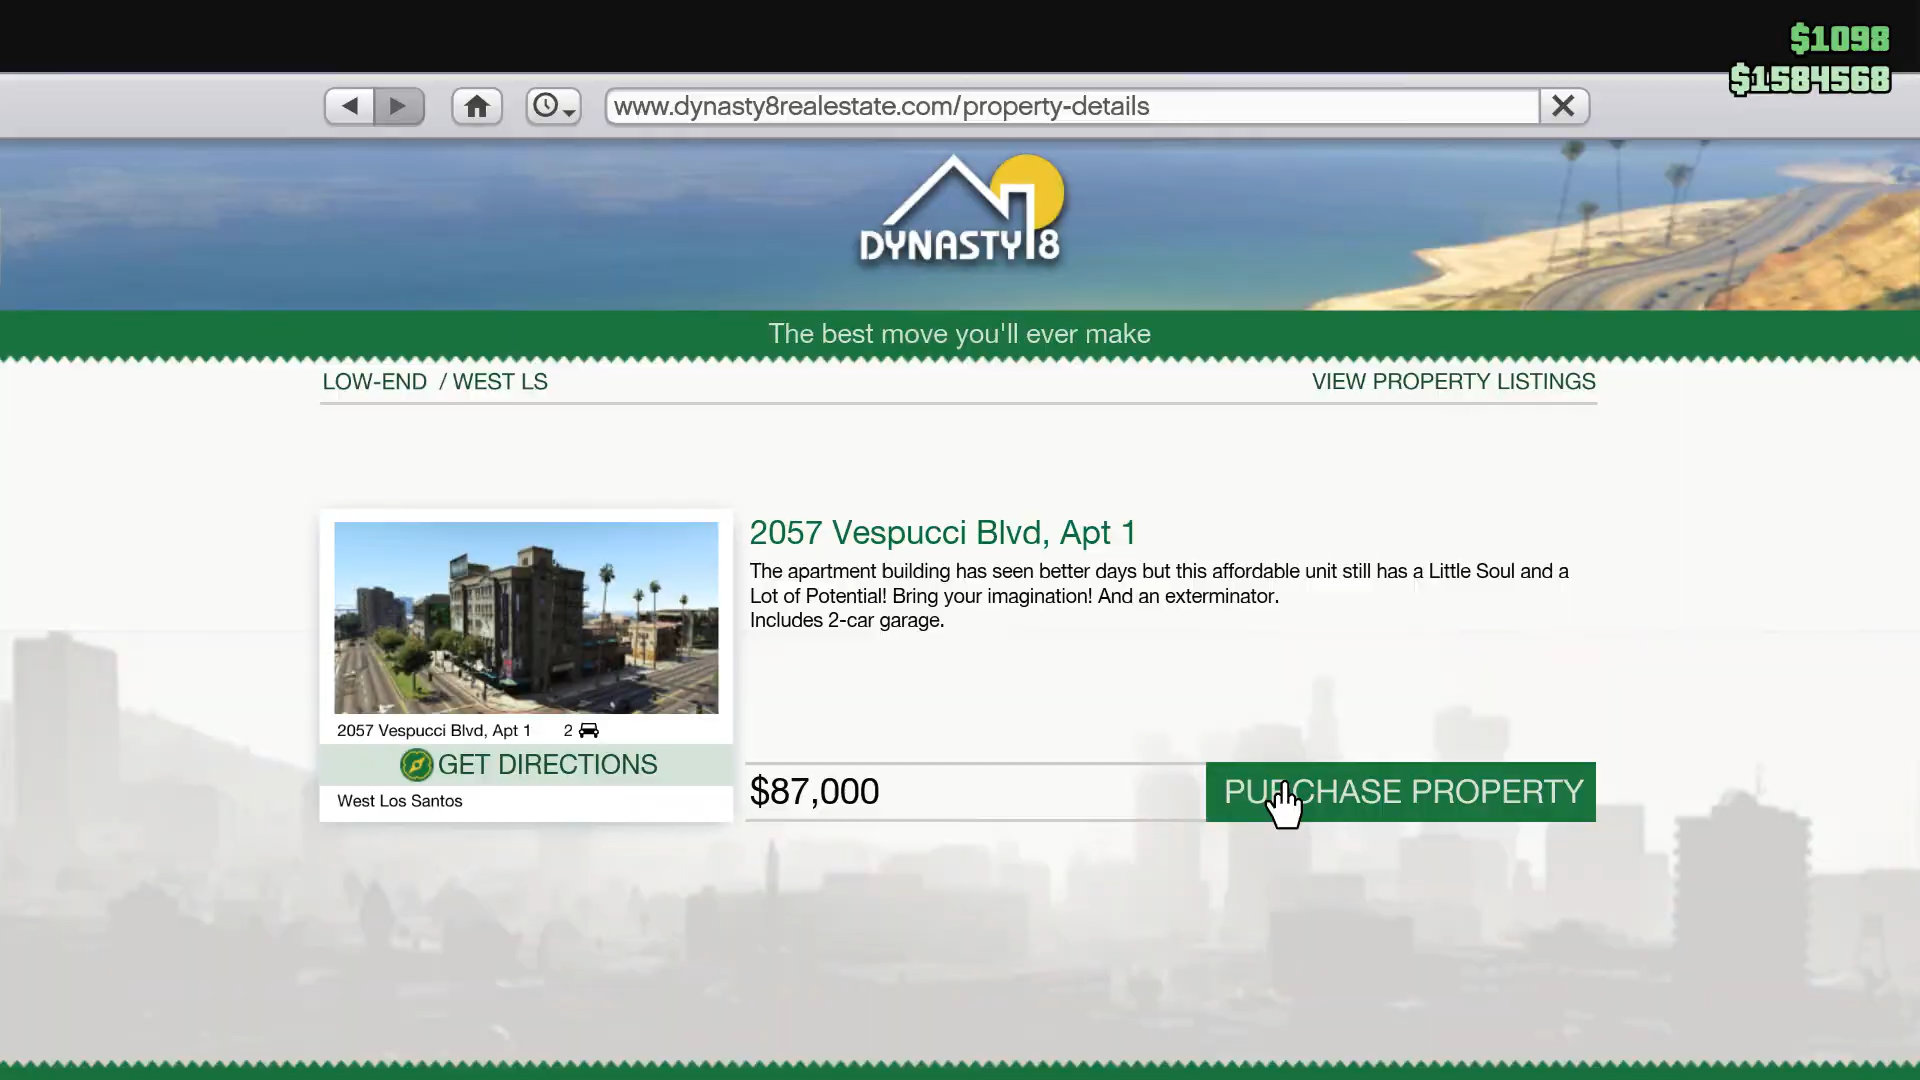 $1098
$1584568
www.dynasty8realestate.com/property-details
DYNASTY 8
The best move you'll ever make
LOW-END / WEST LS
VIEW PROPERTY LISTINGS
2057 Vespucci Blvd, Apt 1
The apartment building has seen better days but this affordable unit still has a Little Soul and a
Lot of Potential! Bring your imagination! And an exterminator.
Includes 2-car garage.
2057 Vespucci Blvd, Apt 1 2
GET DIRECTIONS
West Los Santos
$87,000
PURCHASE PROPERTY